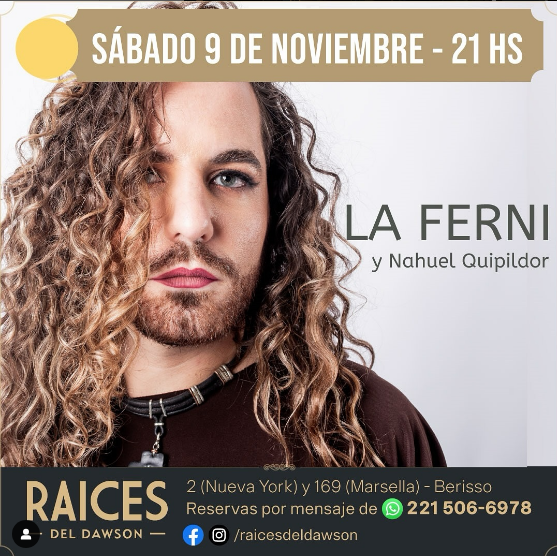 SÁBADO 9 DE NOVIEMBRE - 21 HS
LA FERNI
y Nahuel Quipildor
RAICES
DEL DAWSON
2 (Nueva York) y 169 (Marsella) - Berisso
Reservas por mensaje de 221 506-6978
/raicesdeldawson